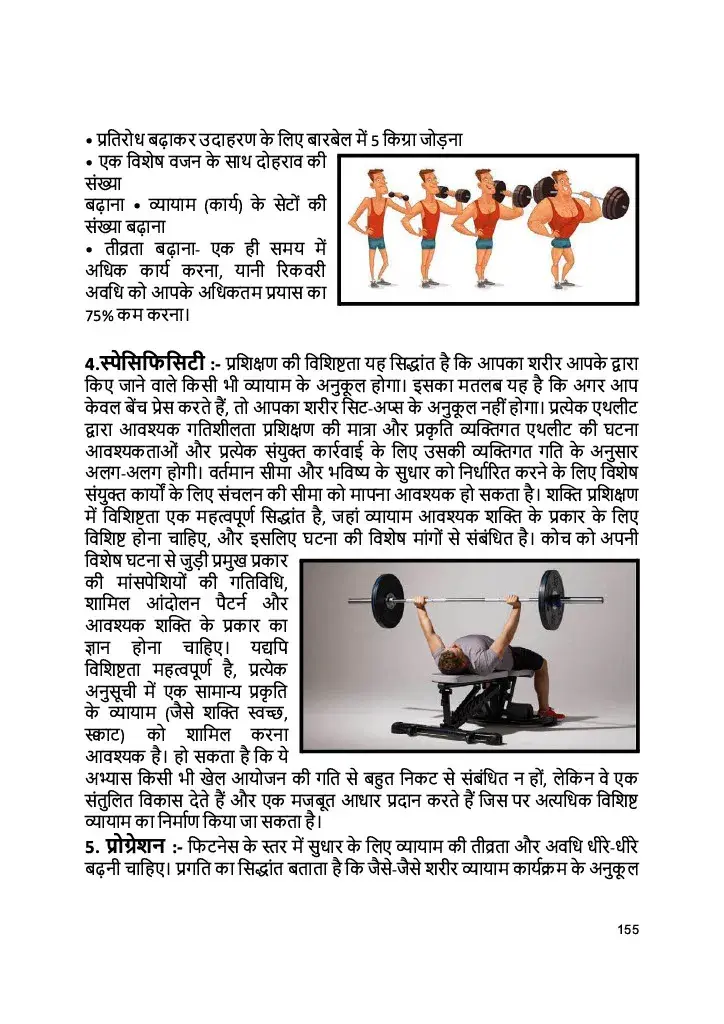 • प्रतिरोध बढ़ाकर उदाहरण के लिए बारबेल में 5 किग्रा जोड़ना
• एक विशेष वजन के साथ दोहराव की
संख्या
बढ़ाना • व्यायाम (कार्य) के सेटों की
संख्या बढ़ाना
• तीव्रता बढ़ाना- एक ही समय में
अधिक कार्य करना, यानी रिकवरी
अवधि को आपके अधिकतम प्रयास का
75% कम करना।
4.स्पेसिफिसिटी :- प्रशिक्षण की विशिष्टता यह सिद्धांत है कि आपका शरीर आपके द्वारा
किए जाने वाले किसी भी व्यायाम के अनुकूल होगा। इसका मतलब यह है कि अगर आप
केवल बेंच प्रेस करते हैं, तो आपका शरीर सिट-अप्स के अनुकूल नहीं होगा। प्रत्येक एथलीट
द्वारा आवश्यक गतिशीलता प्रशिक्षण की मात्रा और प्रकृति व्यक्तिगत एथलीट की घटना
आवश्यकताओं और प्रत्येक संयुक्त कार्रवाई के लिए उसकी व्यक्तिगत गति के अनुसार
अलग-अलग होगी। वर्तमान सीमा और भविष्य के सुधार को निर्धारित करने के लिए विशेष
संयुक्त कार्यों के लिए संचलन की सीमा को मापना आवश्यक हो सकता है। शक्ति प्रशिक्षण
में विशिष्टता एक महत्वपूर्ण सिद्धांत है, जहां व्यायाम आवश्यक शक्ति के प्रकार के लिए
विशिष्ट होना चाहिए, और इसलिए घटना की विशेष मांगों से संबंधित है। कोच को अपनी
विशेष घटना से जुड़ी प्रमुख प्रकार
की मांसपेशियों की गतिविधि,
शामिल आंदोलन पैटर्न और
आवश्यक शक्ति के प्रकार का
ज्ञान होना चाहिए। यद्यपि
विशिष्टता महत्वपूर्ण है, प्रत्येक
अनुसूची में एक सामान्य प्रकृति
के व्यायाम (जैसे शक्ति स्वच्छ,
स्काट) को शामिल करना
आवश्यक है। हो सकता है कि ये
अभ्यास किसी भी खेल आयोजन की गति से बहुत निकट से संबंधित न हों, लेकिन वे एक
संतुलित विकास देते हैं और एक मजबूत आधार प्रदान करते हैं जिस पर अत्यधिक विशिष्ट
व्यायाम का निर्माण किया जा सकता है।
5. प्रोग्रेशन :- फिटनेस के स्तर में सुधार के लिए व्यायाम की तीव्रता और अवधि धीरे-धीरे
बढ़नी चाहिए। प्रगति का सिद्धांत बताता है कि जैसे-जैसे शरीर व्यायाम कार्यक्रम के अनुकूल
155